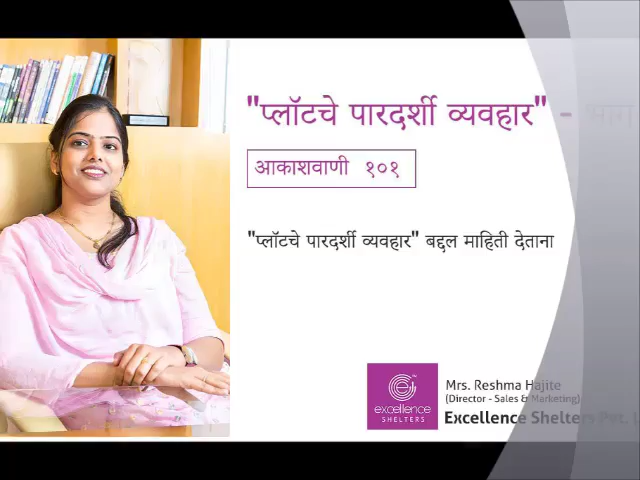 "प्लॉटचे पारदर्शी व्यवहार" - भाग
आकाशवाणी १०१
"प्लॉटचे पारदर्शी व्यवहार" बद्दल माहिती देताना
excellence
SHELTERS
Mrs. Reshma Hajite
(Director - Sales & Marketing)
Excellence Shelters Pvt.